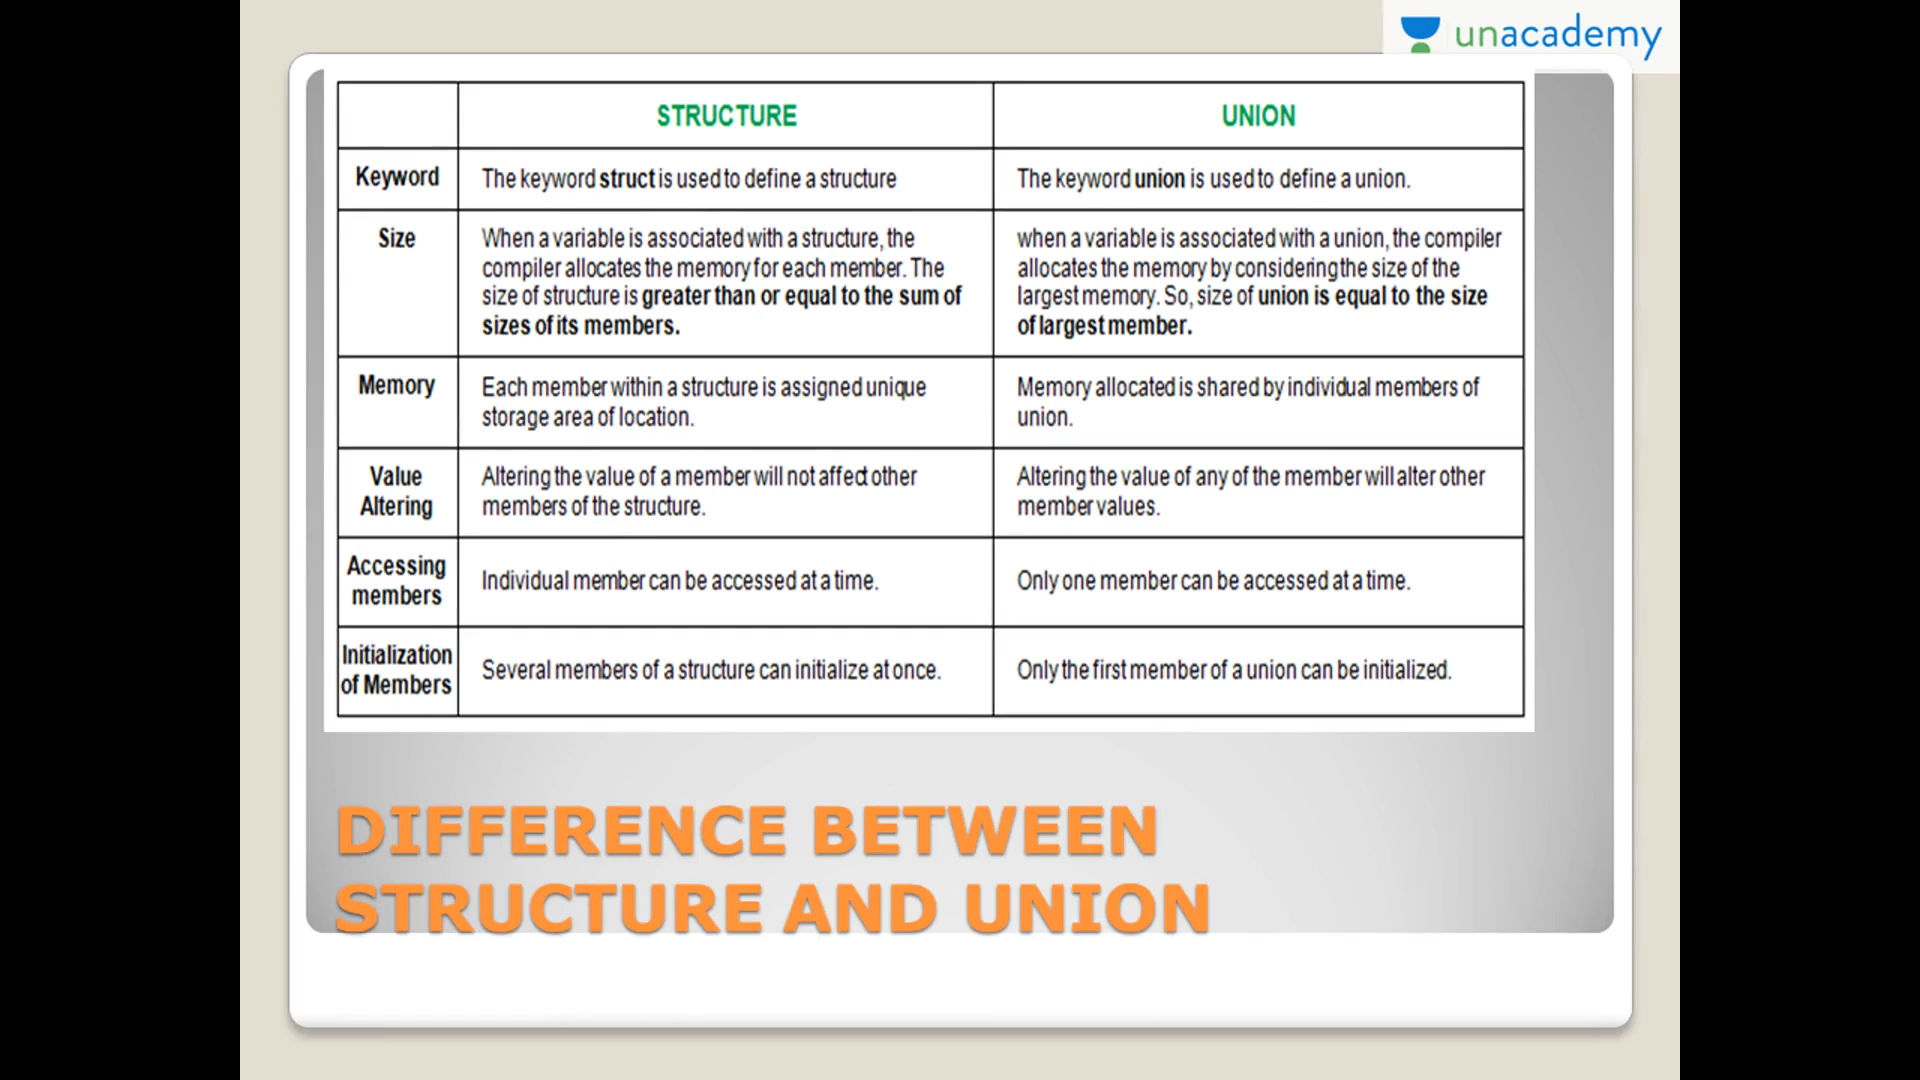 unacademy
STRUCTURE UNION
Keyword The keyword struct is used to define a structure The keyword union is used to define a union.
Size When a variable is associated with a structure, the when a variable is associated with a union, the compiler
compiler allocates the memory for each member. The allocates the memory by considering the size of the
size of structure is greater than or equal to the sum of largest memory. So, size of union is equal to the size
sizes of its members. of largest member.
Memory Each member within a structure is assigned unique Memory allocated is shared by individual members of
storage area of location. union.
Value Altering the value of a member will not affect other Altering the value of any of the member will alter other
Altering members of the structure. member values.
Accessing
members Individual member can be accessed at a time. Only one member can be accessed at a time.
Initialization
of Members Several members of a structure can initialize at once. Only the first member of a union can be initialized.
DIFFERENCE BETWEEN
STRUCTURE AND UNION